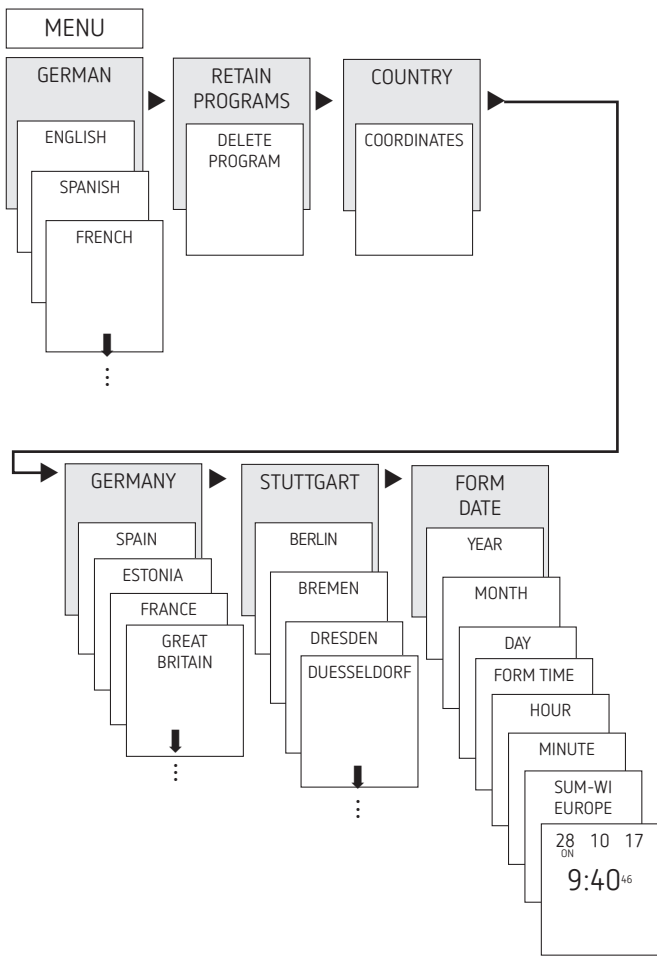 MENU
GERMAN
ENGLISH
SPANISH
FRENCH
RETAIN
PROGRAMS
DELETE
PROGRAM
COUNTRY
COORDINATES
GERMANY
SPAIN
ESTONIA
FRANCE
GREAT
BRITAIN
STUTTGART
BERLIN
BREMEN
DRESDEN
DUESSELDORF
FORM
DATE
YEAR
MONTH
DAY
FORM TIME
HOUR
MINUTE
SUM-WI
EUROPE
28 10 17
ON
9:40 46